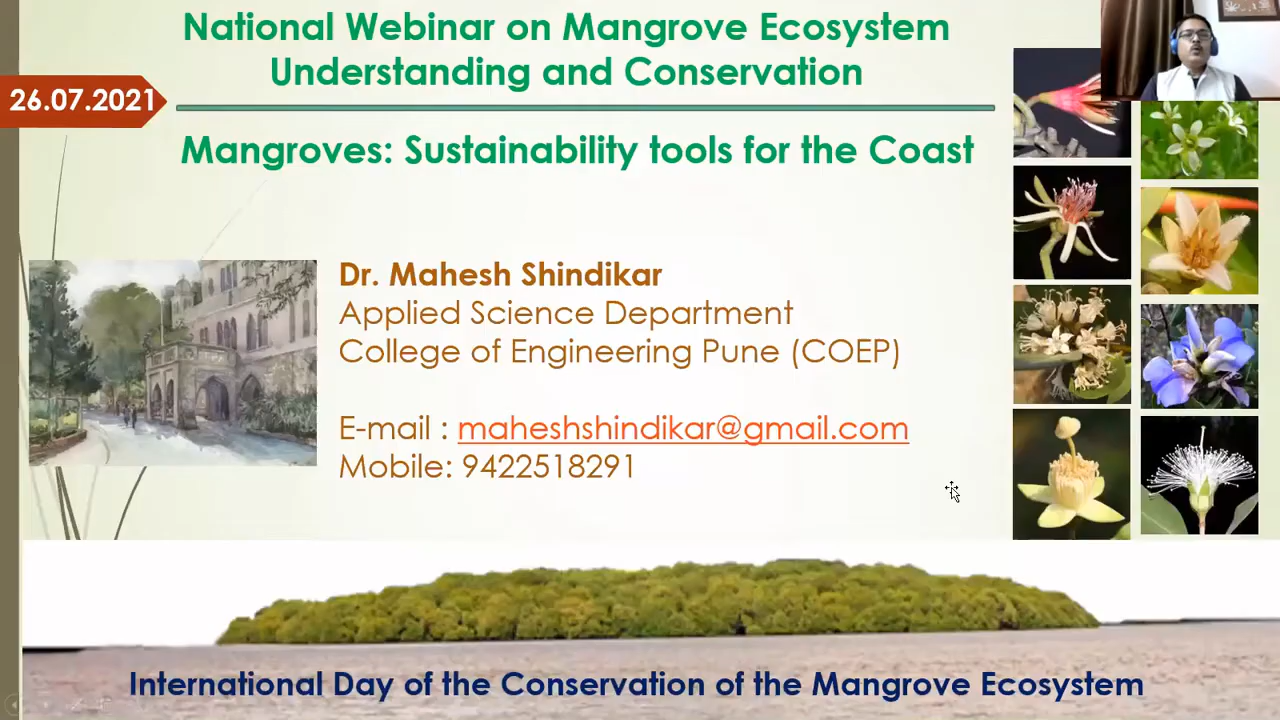 National Webinar on Mangrove Ecosystem
Understanding and Conservation
26.07.2021
Mangroves: Sustainability tools for the Coast
Dr. Mahesh Shindikar
Applied Science Department
College of Engineering Pune (COEP)
E-mail : maheshshindikar@gmail.com
Mobile: 9422518291
International Day of the Conservation of the Mangrove Ecosystem